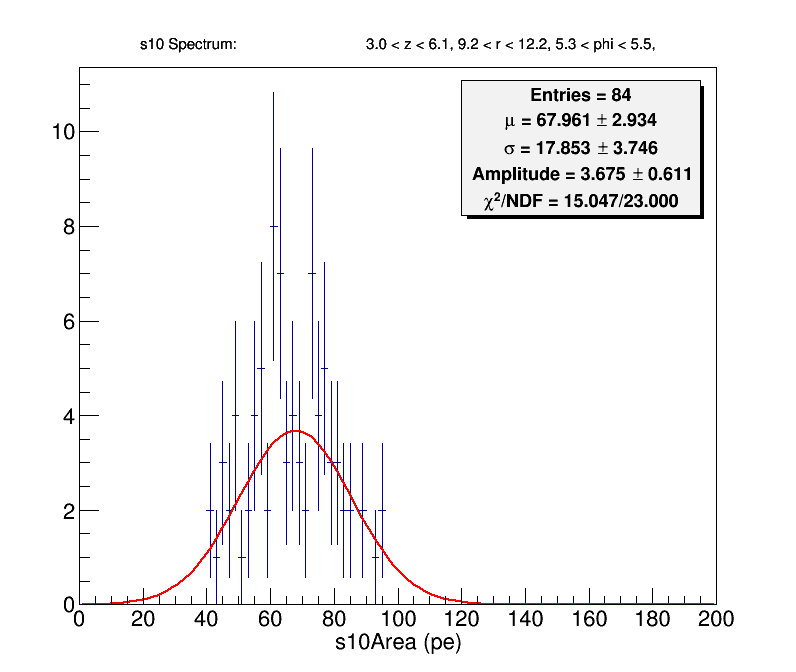 s10 Spectrum: 3.0 < z < 6.1, 9.2 < r < 12.2, 5.3 < phi < 5.5,
Entries = 84
μ = 67.961 ± 2.934
σ = 17.853 ± 3.746
Amplitude = 3.675 ± 0.611
χ²/NDF = 15.047/23.000
10
8
6
4
2
0
0 20 40 60 80 100 120 140 160 180 200
s10Area (pe)